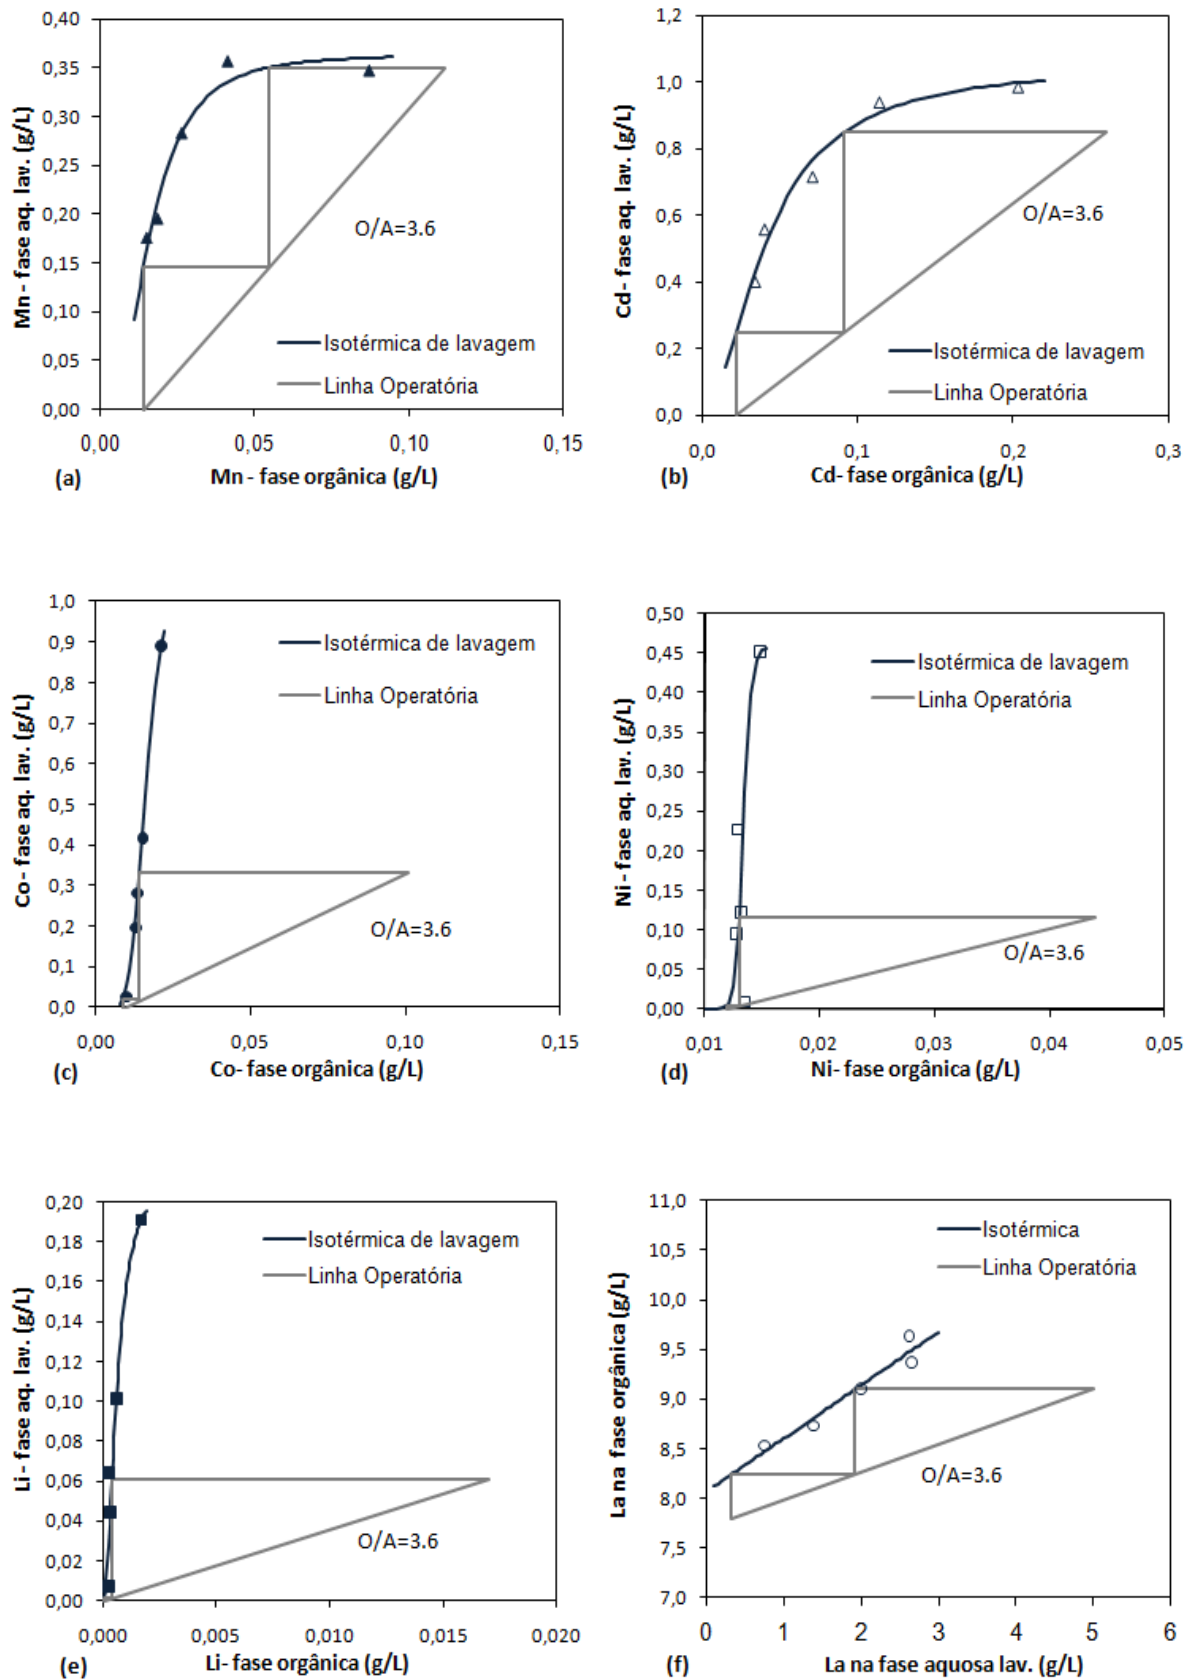 0,40
0,35
0,30
0,25
0,20
0,15
0,10
0,05
0,00
Mn - fase aq. lav. (g/L)
O/A=3.6
Isotérmica de lavagem
Linha Operatória
0,00 0,05 0,10 0,15
(a) Mn - fase orgânica (g/L)
1,2
1,0
0,8
0,6
0,4
0,2
0,0
Cd- fase aq. lav. (g/L)
O/A=3.6
Isotérmica de lavagem
Linha Operatória
0,0 0,1 0,2 0,3
(b) Cd- fase orgânica (g/L)
1,0
0,9
0,8
0,7
0,6
0,5
0,4
0,3
0,2
0,1
0,0
Co- fase aq. lav. (g/L)
Isotérmica de lavagem
Linha Operatória
O/A=3.6
0,00 0,05 0,10 0,15
(c) Co- fase orgânica (g/L)
0,50
0,45
0,40
0,35
0,30
0,25
0,20
0,15
0,10
0,05
0,00
Ni- fase aq. lav. (g/L)
Isotérmica de lavagem
Linha Operatória
O/A=3.6
0,01 0,02 0,03 0,04 0,05
(d) Ni- fase orgânica (g/L)
0,20
0,18
0,16
0,14
0,12
0,10
0,08
0,06
0,04
0,02
0,00
Li- fase aq. lav. (g/L)
Isotérmica de lavagem
Linha Operatória
O/A=3.6
0,000 0,005 0,010 0,015 0,020
(e) Li- fase orgânica (g/L)
11,0
10,5
10,0
9,5
9,0
8,5
8,0
7,5
7,0
La na fase orgânica (g/L)
Isotérmica
Linha Operatória
O/A=3.6
0 1 2 3 4 5 6
(f) La na fase aquosa lav. (g/L)